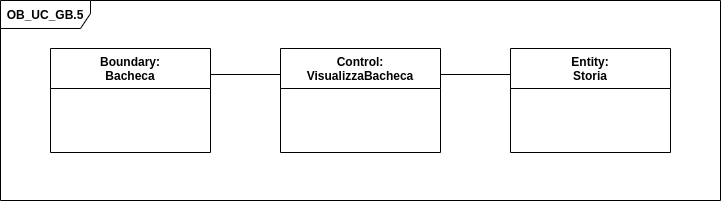 OB_UC_GB.5
Boundary:
Bacheca
Control:
VisualizzaBacheca
Entity:
Storia